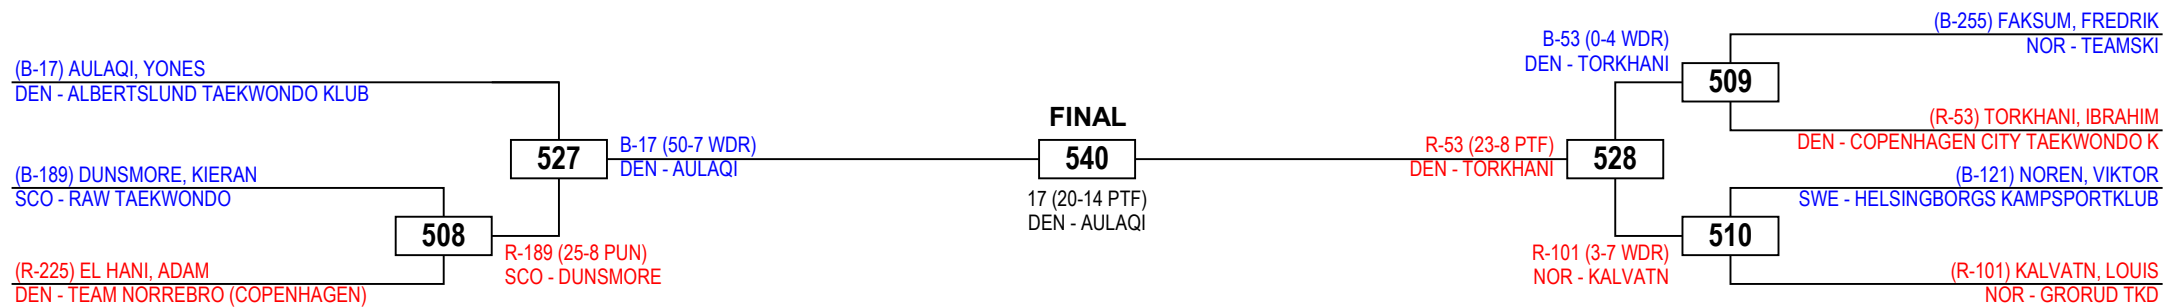 (B-17) AULAQI, YONES
DEN - ALBERTSLUND TAEKWONDO KLUB
(B-189) DUNSMORE, KIERAN
SCO - RAW TAEKWONDO
508
(R-225) EL HANI, ADAM
DEN - TEAM NORREBRO (COPENHAGEN)
527
R-189 (25-8 PUN)
SCO - DUNSMORE
B-17 (50-7 WDR)
DEN - AULAQI
FINAL
540
17 (20-14 PTF)
DEN - AULAQI
R-53 (23-8 PTF)
DEN - TORKHANI
528
B-53 (0-4 WDR)
DEN - TORKHANI
R-101 (3-7 WDR)
NOR - KALVATN
(B-255) FAKSUM, FREDRIK
NOR - TEAMSKI
509
(R-53) TORKHANI, IBRAHIM
DEN - COPENHAGEN CITY TAEKWONDO K
(B-121) NOREN, VIKTOR
SWE - HELSINGBORGS KAMPSPORTKLUB
510
(R-101) KALVATN, LOUIS
NOR - GRORUD TKD